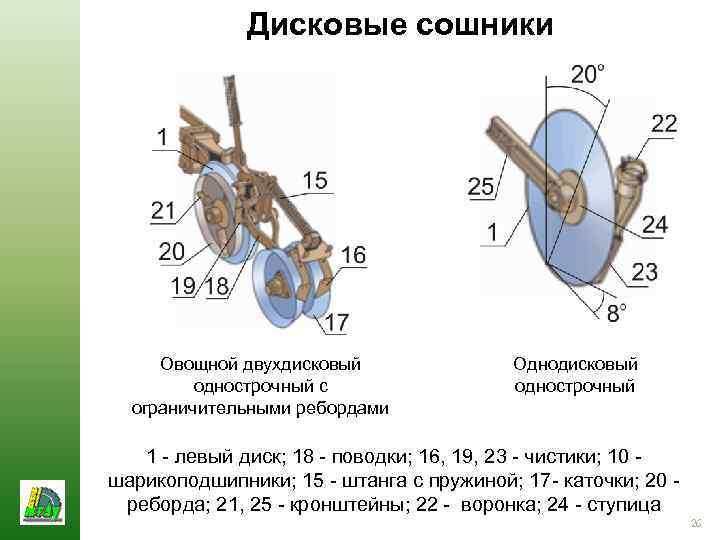 Дисковые сошники
20°
1
22
15
25
21
24
1
20
16
23
19
18
17
8°
Овощной двухдисковый
однострочный с
ограничительными ребордами
Однодисковый
однострочный
1 - левый диск; 18 - поводки; 16, 19, 23 - чистики; 10 -
шарикоподшипники; 15 - штанга с пружиной; 17- каточки; 20 -
реборда; 21, 25 - кронштейны; 22 - воронка; 24 - ступица
26